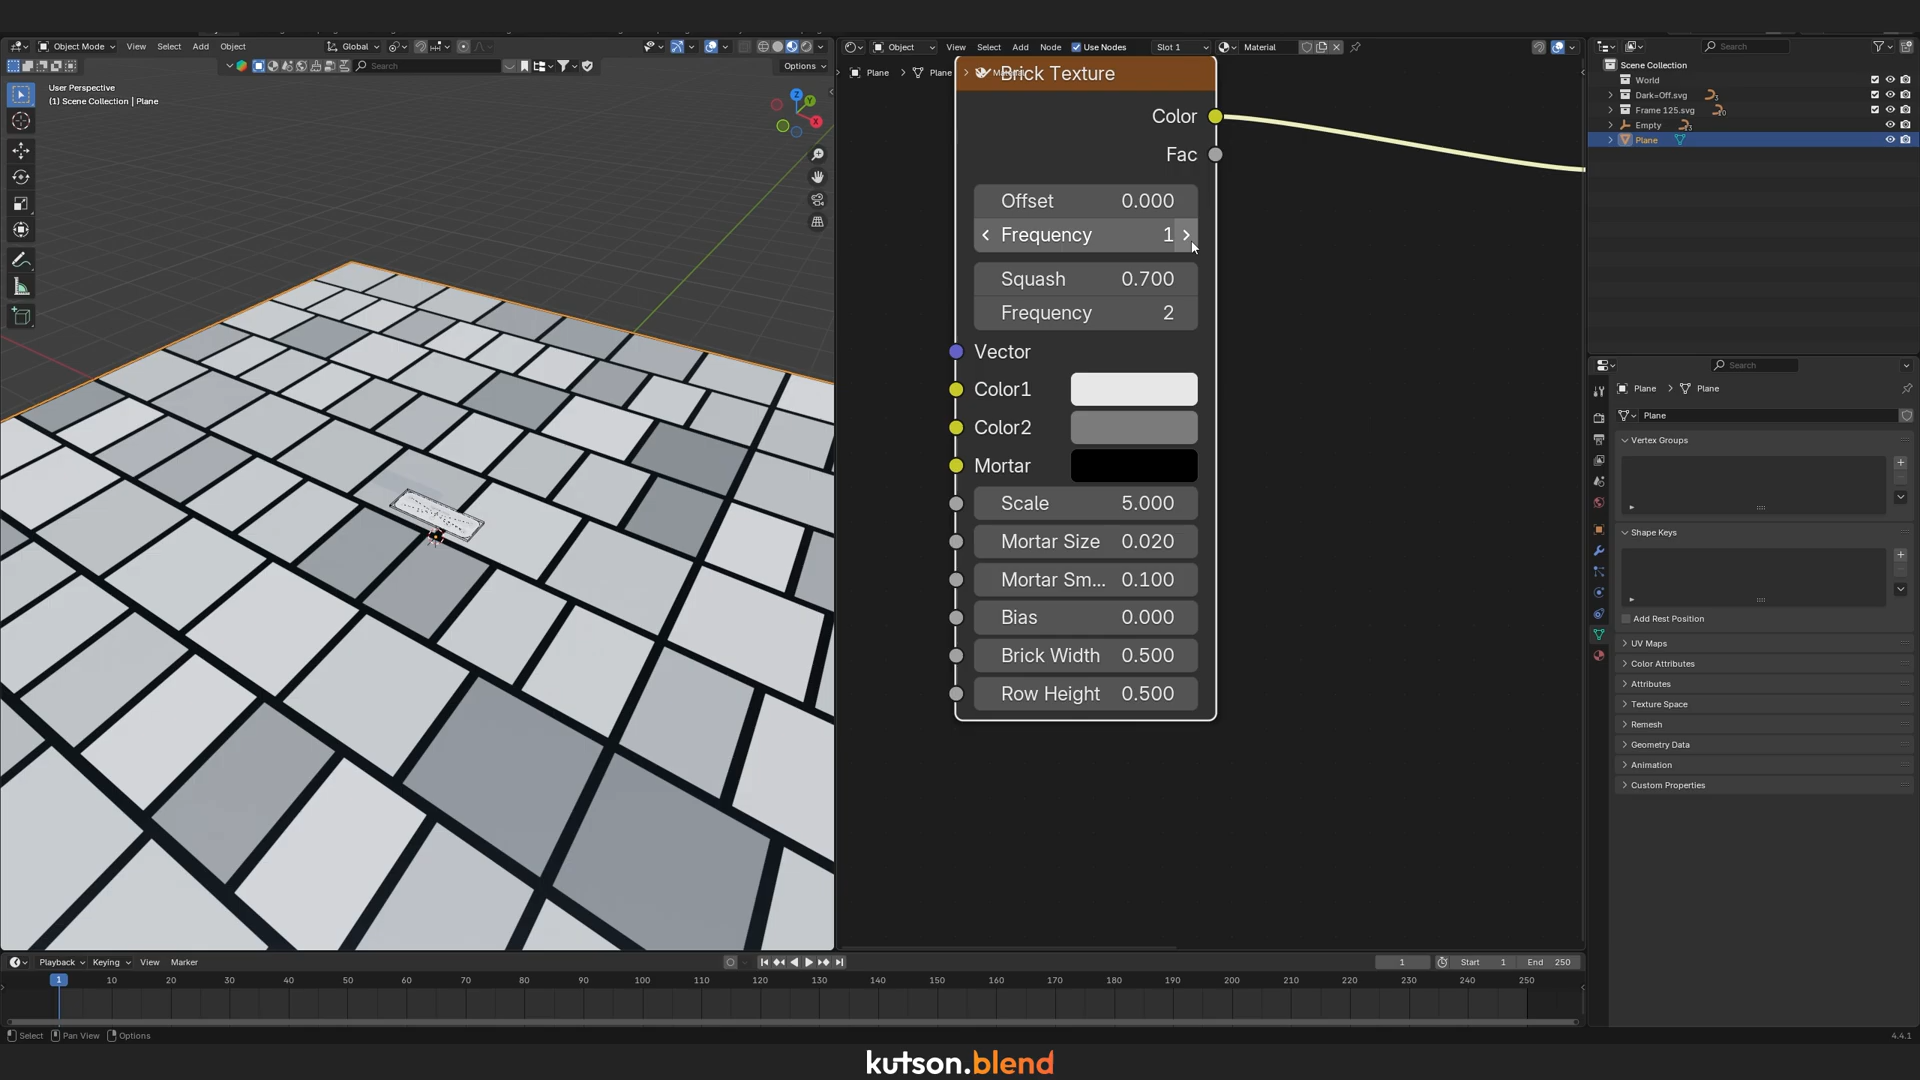 Object Mode View Select Add Object Global
Object View Select Add Node Use Nodes Slot 1 Material
Search
Search Options
Plane Plane
Brick Texture
User Perspective
(1) Scene Collection | Plane
Z
Y
X
Color
Fac
Offset 0.000
Frequency 1
Squash 0.700
Frequency 2
Vector
Color1
Color2
Mortar
Scale 5.000
Mortar Size 0.020
Mortar Sm... 0.100
Bias 0.000
Brick Width 0.500
Row Height 0.500
Scene Collection
World
Dark=Off.svg 3
Frame 125.svg 10
Empty 13
Plane
Search
Plane Plane
Plane
Vertex Groups
Shape Keys
Add Rest Position
UV Maps
Color Attributes
Attributes
Texture Space
Remesh
Geometry Data
Animation
Custom Properties
Playback Keying View Marker 1 Start 1 End 250
1 10 20 30 40 50 60 70 80 90 100 110 120 130 140 150 160 170 180 190 200 210 220 230 240 250
Select Pan View Options 4.4.1
kutson.blend